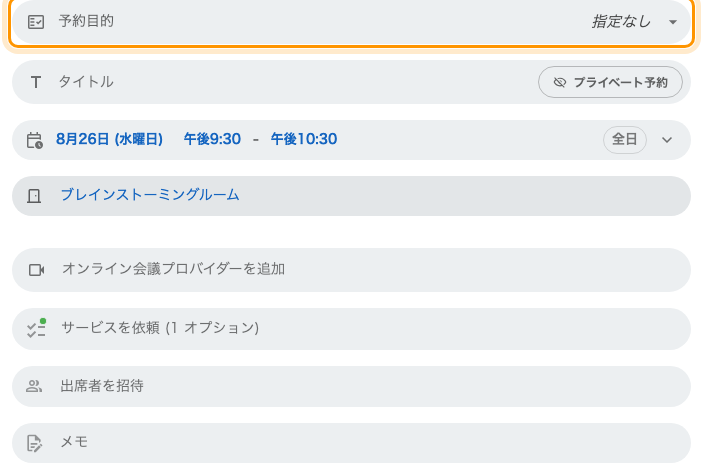 予約目的 指定なし
タイトル プライベート予約
8月26日 (水曜日) 午後9:30 - 午後10:30 全日
ブレインストーミングルーム
オンライン会議プロバイダーを追加
サービスを依頼 (1 オプション)
出席者を招待
メモ